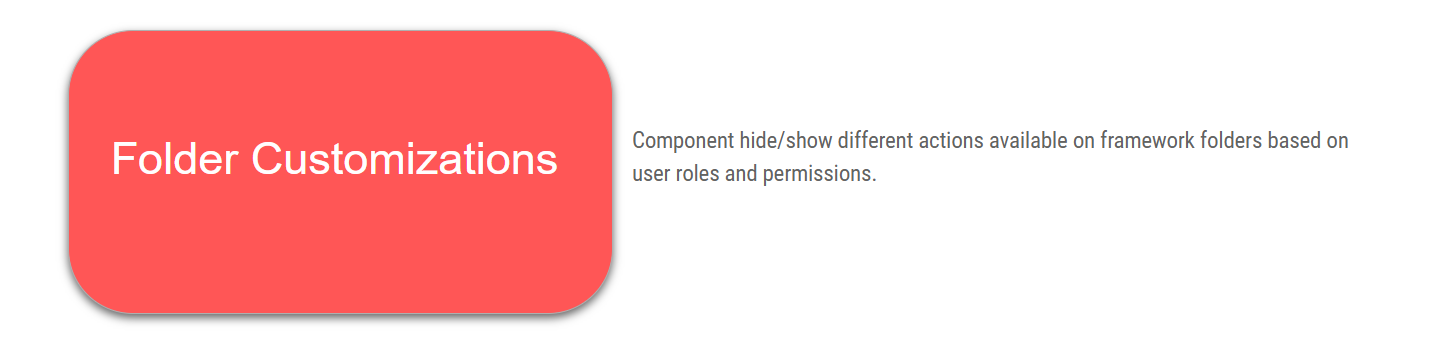 Folder Customizations
Component hide/show different actions available on framework folders based on
user roles and permissions.